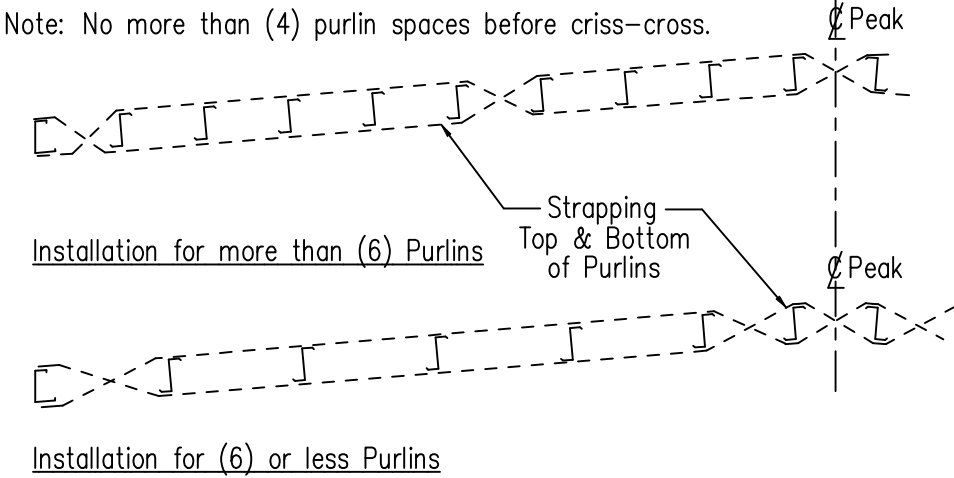 Note: No more than (4) purlin spaces before criss-cross.
℄ Peak
Strapping
Top & Bottom
of Purlins
Installation for more than (6) Purlins
℄ Peak
Installation for (6) or less Purlins